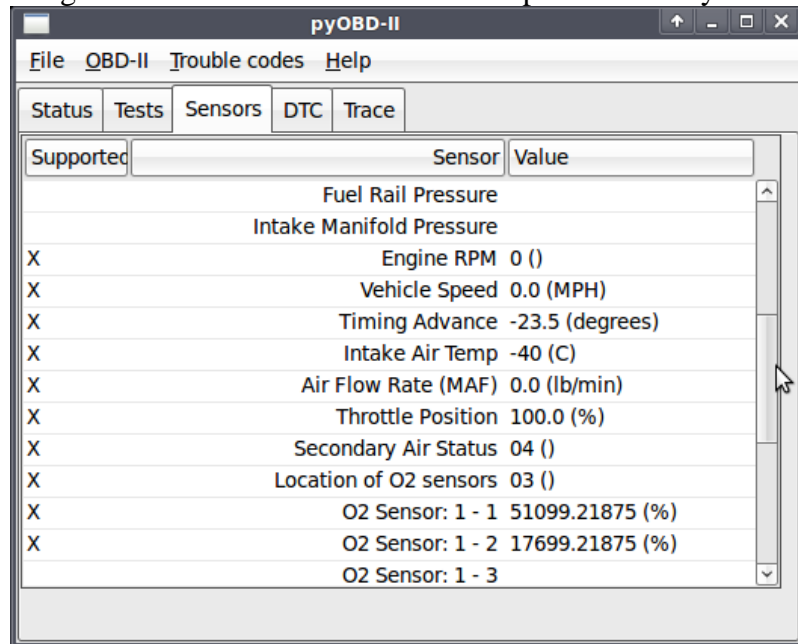 pyOBD-II
File OBD-II Trouble codes Help
Status Tests Sensors DTC Trace
Supported Sensor Value
Fuel Rail Pressure
Intake Manifold Pressure
X Engine RPM 0 ()
X Vehicle Speed 0.0 (MPH)
X Timing Advance -23.5 (degrees)
X Intake Air Temp -40 (C)
X Air Flow Rate (MAF) 0.0 (lb/min)
X Throttle Position 100.0 (%)
X Secondary Air Status 04 ()
X Location of O2 sensors 03 ()
X O2 Sensor: 1 - 1 51099.21875 (%)
X O2 Sensor: 1 - 2 17699.21875 (%)
O2 Sensor: 1 - 3